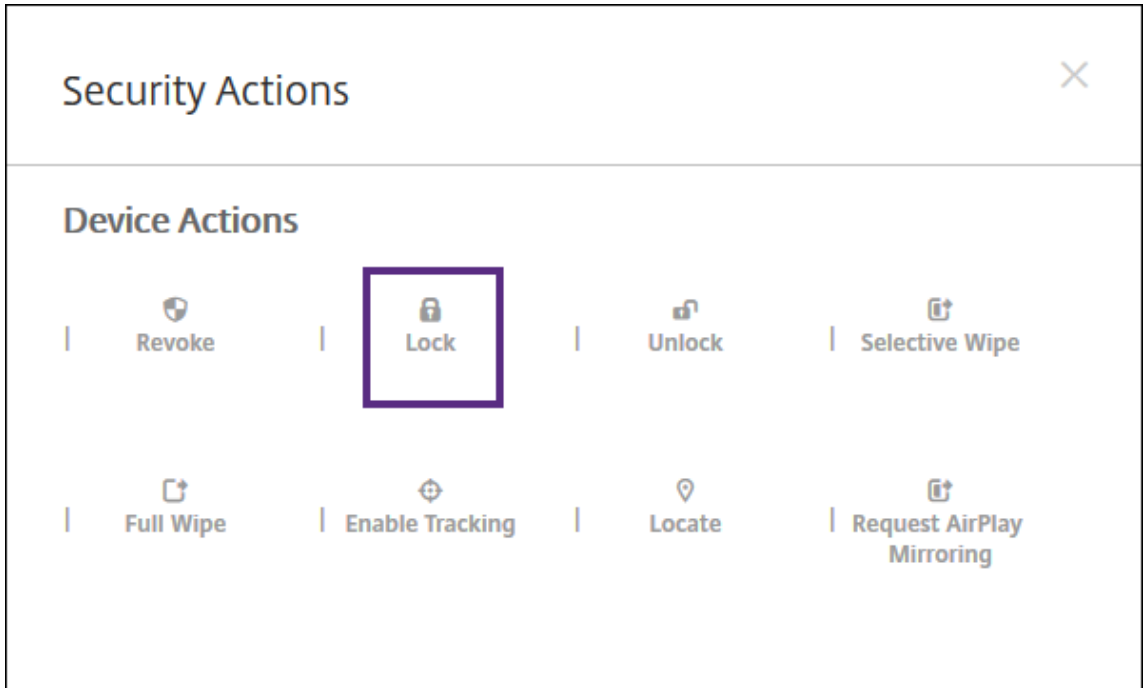 Security Actions
Device Actions
Revoke
Lock
Unlock
Selective Wipe
Full Wipe
Enable Tracking
Locate
Request AirPlay
Mirroring